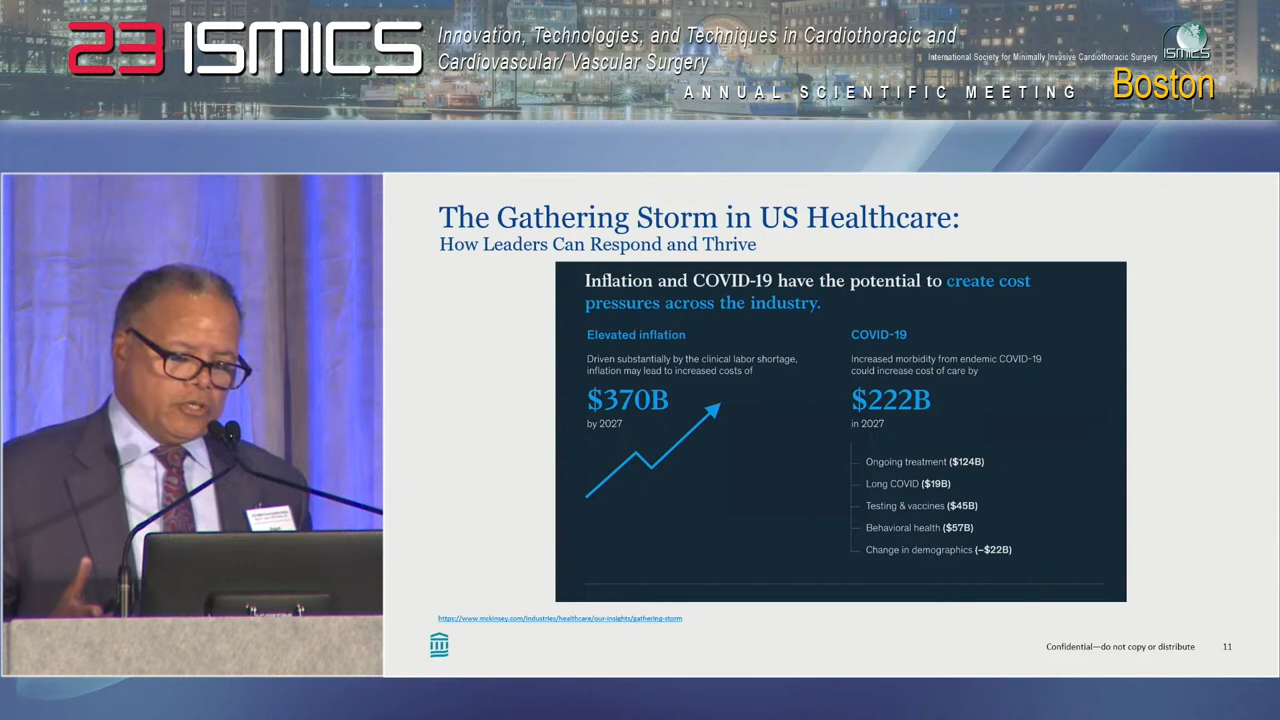 23 ISMICS
Innovation, Technologies, and Techniques in Cardiothoracic and
Cardiovascular/ Vascular Surgery
International Society for Minimally Invasive Cardiothoracic Surgery
ISMICS
ANNUAL SCIENTIFIC MEETING
Boston
The Gathering Storm in US Healthcare:
How Leaders Can Respond and Thrive
Inflation and COVID-19 have the potential to create cost
pressures across the industry.
Elevated inflation
Driven substantially by the clinical labor shortage,
inflation may lead to increased costs of
$370B
by 2027
COVID-19
Increased morbidity from endemic COVID-19
could increase cost of care by
$222B
in 2027
Ongoing treatment ($124B)
Long COVID ($19B)
Testing & vaccines ($45B)
Behavioral health ($57B)
Change in demographics (–$22B)
https://www.mckinsey.com/industries/healthcare/our-insights/gathering-storm
Confidential—do not copy or distribute
11